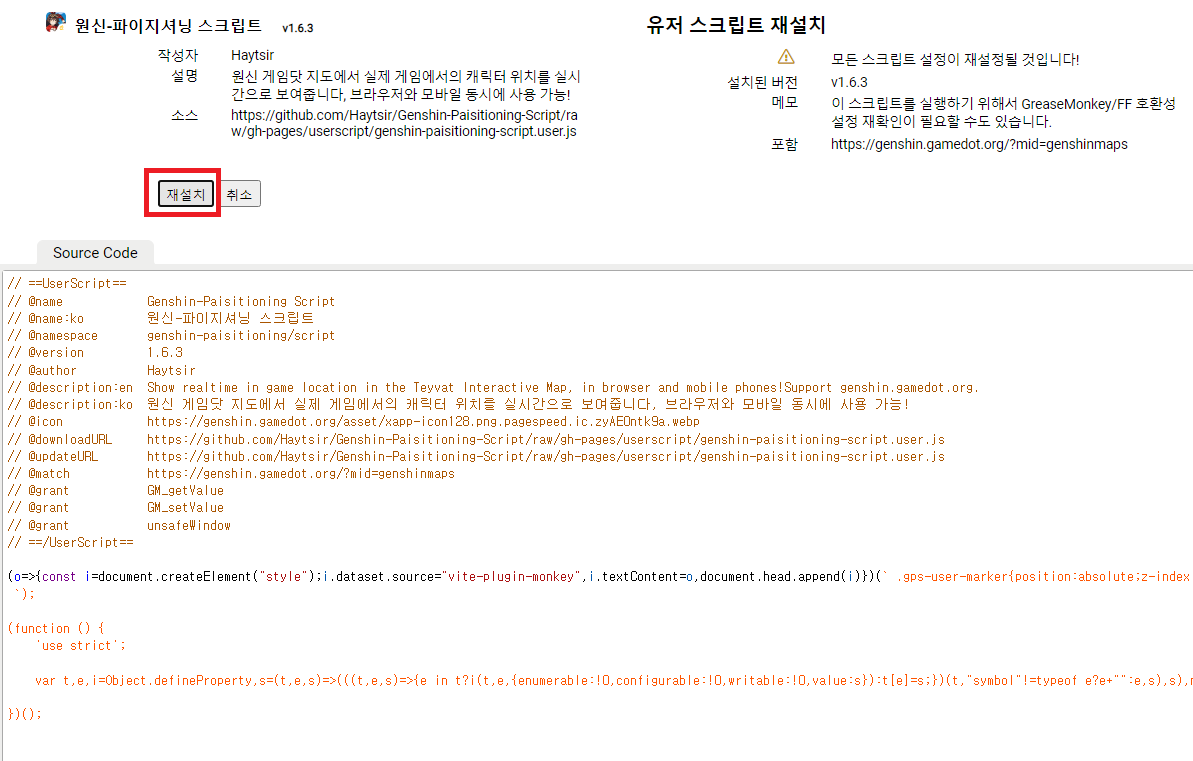 원신-파이지셔닝 스크립트 v1.6.3
작성자 Haytsir
설명 원신 게임닷 지도에서 실제 게임에서의 캐릭터 위치를 실시
간으로 보여줍니다, 브라우저와 모바일 동시에 사용 가능!
소스 https://github.com/Haytsir/Genshin-Paisitioning-Script/ra
w/gh-pages/userscript/genshin-paisitioning-script.user.js
유저 스크립트 재설치
모든 스크립트 설정이 재설정될 것입니다!
설치된 버전 v1.6.3
메모 이 스크립트를 실행하기 위해서 GreaseMonkey/FF 호환성
설정 재확인이 필요할 수도 있습니다.
포함 https://genshin.gamedot.org/?mid=genshinmaps
재설치 취소
Source Code
// ==UserScript==
// @name Genshin-Paisitioning Script
// @name:ko 원신-파이지셔닝 스크립트
// @namespace genshin-paisitioning/script
// @version 1.6.3
// @author Haytsir
// @description:en Show realtime in game location in the Teyvat Interactive Map, in browser and mobile phones!Support genshin.gamedot.org.
// @description:ko 원신 게임닷 지도에서 실제 게임에서의 캐릭터 위치를 실시간으로 보여줍니다, 브라우저와 모바일 동시에 사용 가능!
// @icon https://genshin.gamedot.org/asset/xapp-icon128.png.pagespeed.ic.zyAEOntk9a.webp
// @downloadURL https://github.com/Haytsir/Genshin-Paisitioning-Script/raw/gh-pages/userscript/genshin-paisitioning-script.user.js
// @updateURL https://github.com/Haytsir/Genshin-Paisitioning-Script/raw/gh-pages/userscript/genshin-paisitioning-script.user.js
// @match https://genshin.gamedot.org/?mid=genshinmaps
// @grant GM_getValue
// @grant GM_setValue
// @grant unsafeWindow
// ==/UserScript==
(o=>{const i=document.createElement("style");i.dataset.source="vite-plugin-monkey",i.textContent=o,document.head.append(i)})(` .gps-user-marker{position:absolute;z-index
`);
(function () {
'use strict';
var t,e,i=Object.defineProperty,s=(t,e,s)=>(((t,e,s)=>{e in t?i(t,e,{enumerable:!0,configurable:!0,writable:!0,value:s}):t[e]=s;})(t,"symbol"!=typeof e?e+"":e,s),s),
})();